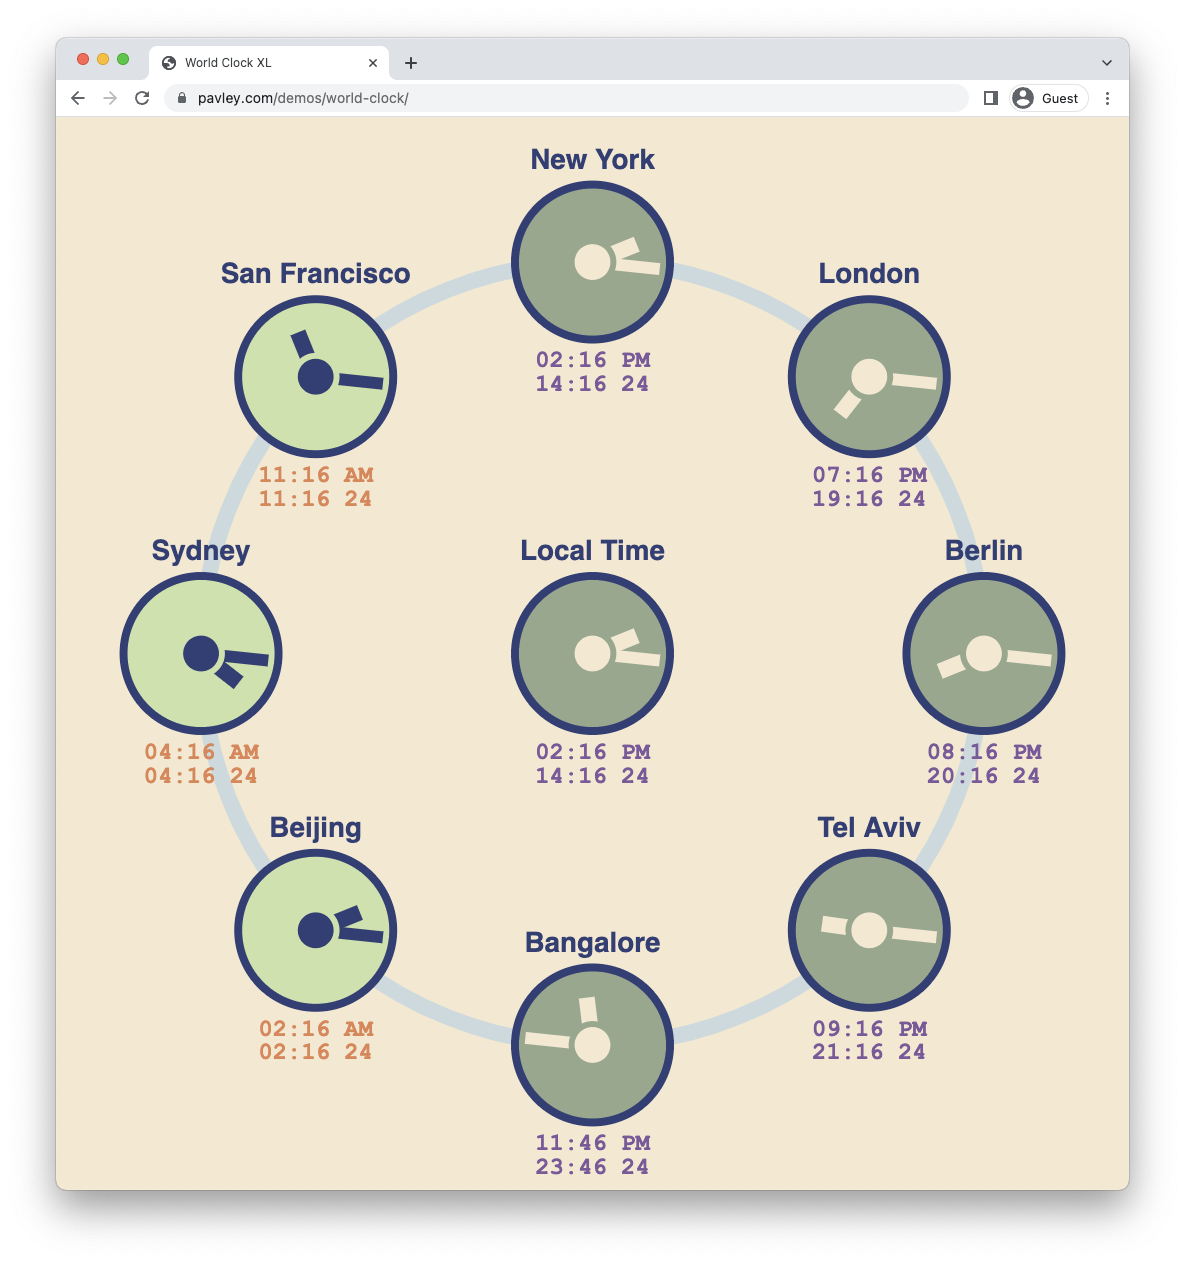 World Clock XL
pavley.com/demos/world-clock/
Guest
New York
02:16 PM
14:16 24
San Francisco
11:16 AM
11:16 24
London
07:16 PM
19:16 24
Sydney
04:16 AM
04:16 24
Local Time
02:16 PM
14:16 24
Berlin
08:16 PM
20:16 24
Beijing
02:16 AM
02:16 24
Tel Aviv
09:16 PM
21:16 24
Bangalore
11:46 PM
23:46 24